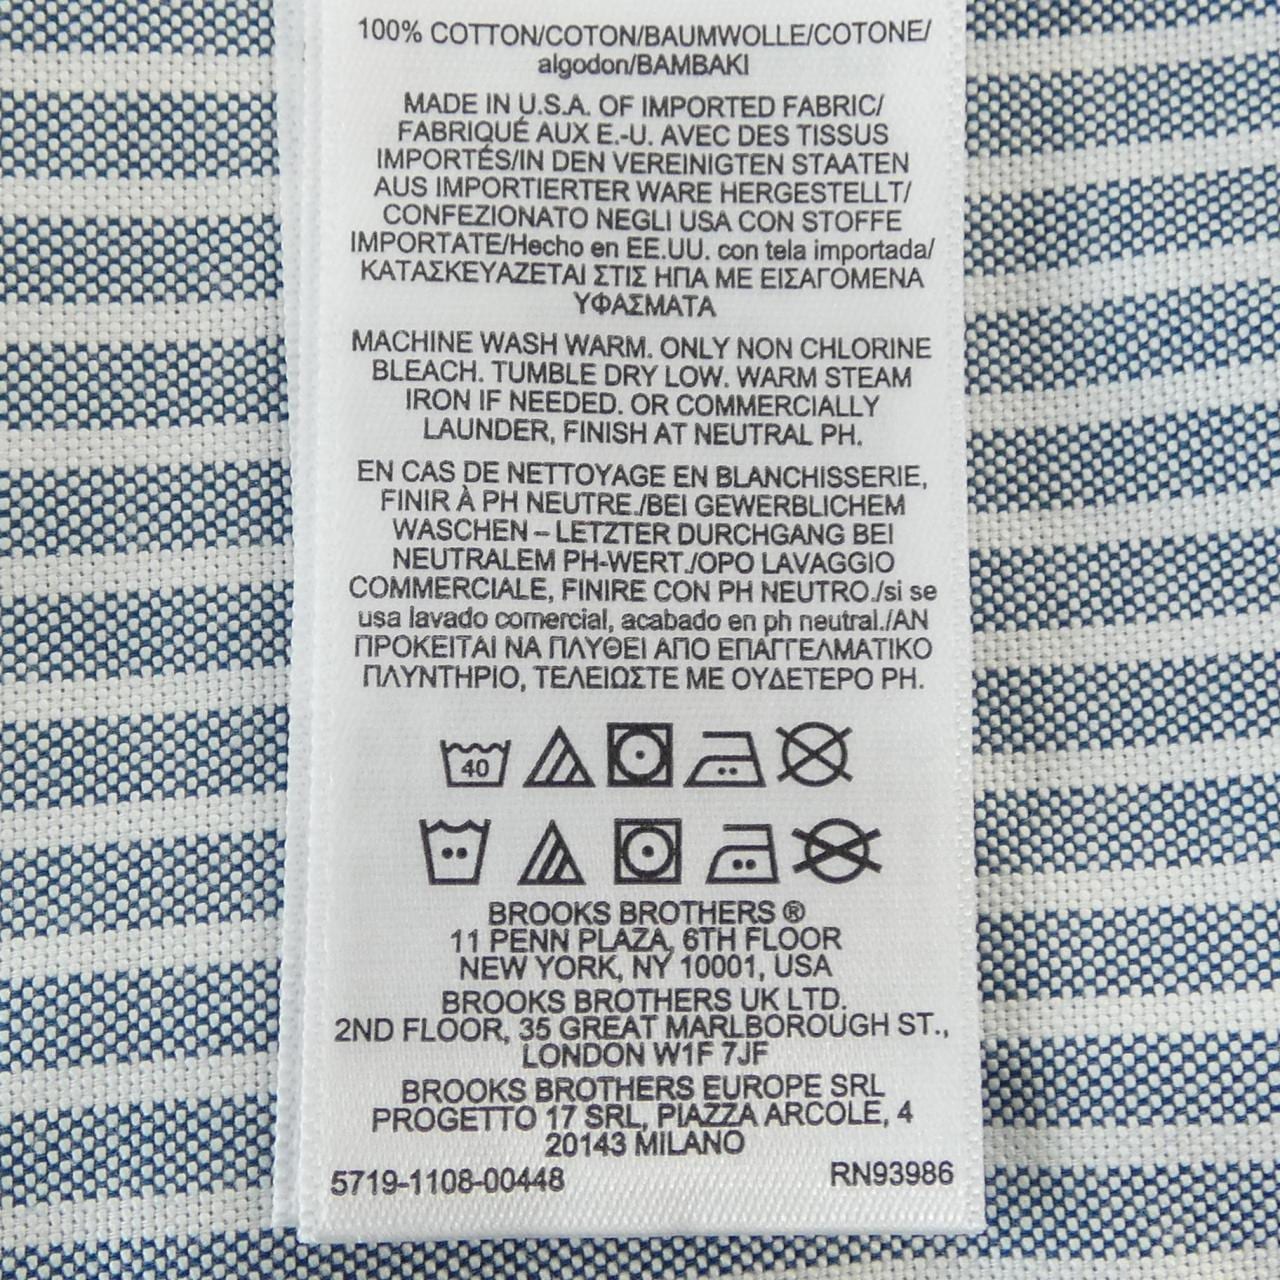 100% COTTON/COTON/BAUMWOLLE/COTONE/
algodon/BAMBAKI
MADE IN U.S.A. OF IMPORTED FABRIC/
FABRIQUÉ AUX E.-U. AVEC DES TISSUS
IMPORTÉS/IN DEN VEREINIGTEN STAATEN
AUS IMPORTIERTER WARE HERGESTELLT/
CONFEZIONATO NEGLI USA CON STOFFE
IMPORTATE/Hecho en EE.UU. con tela importada/
ΚΑΤΑΣΚΕΥΑΖΕΤΑΙ ΣΤΙΣ ΗΠΑ ΜΕ ΕΙΣΑΓΟΜΕΝΑ
ΥΦΑΣΜΑΤΑ
MACHINE WASH WARM. ONLY NON CHLORINE
BLEACH. TUMBLE DRY LOW. WARM STEAM
IRON IF NEEDED. OR COMMERCIALLY
LAUNDER, FINISH AT NEUTRAL PH.
EN CAS DE NETTOYAGE EN BLANCHISSERIE,
FINIR À PH NEUTRE./BEI GEWERBLICHEM
WASCHEN – LETZTER DURCHGANG BEI
NEUTRALEM PH-WERT./OPO LAVAGGIO
COMMERCIALE, FINIRE CON PH NEUTRO./si se
usa lavado comercial, acabado en ph neutral./ΑΝ
ΠΡΟΚΕΙΤΑΙ ΝΑ ΠΛΥΘΕΙ ΑΠΟ ΕΠΑΓΓΕΛΜΑΤΙΚΟ
ΠΛΥΝΤΗΡΙΟ, ΤΕΛΕΙΩΣΤΕ ΜΕ ΟΥΔΕΤΕΡΟ PH.
40
BROOKS BROTHERS ®
11 PENN PLAZA, 6TH FLOOR
NEW YORK, NY 10001, USA
BROOKS BROTHERS UK LTD.
2ND FLOOR, 35 GREAT MARLBOROUGH ST.,
LONDON W1F 7JF
BROOKS BROTHERS EUROPE SRL
PROGETTO 17 SRL, PIAZZA ARCOLE, 4
20143 MILANO
5719-1108-00448 RN93986